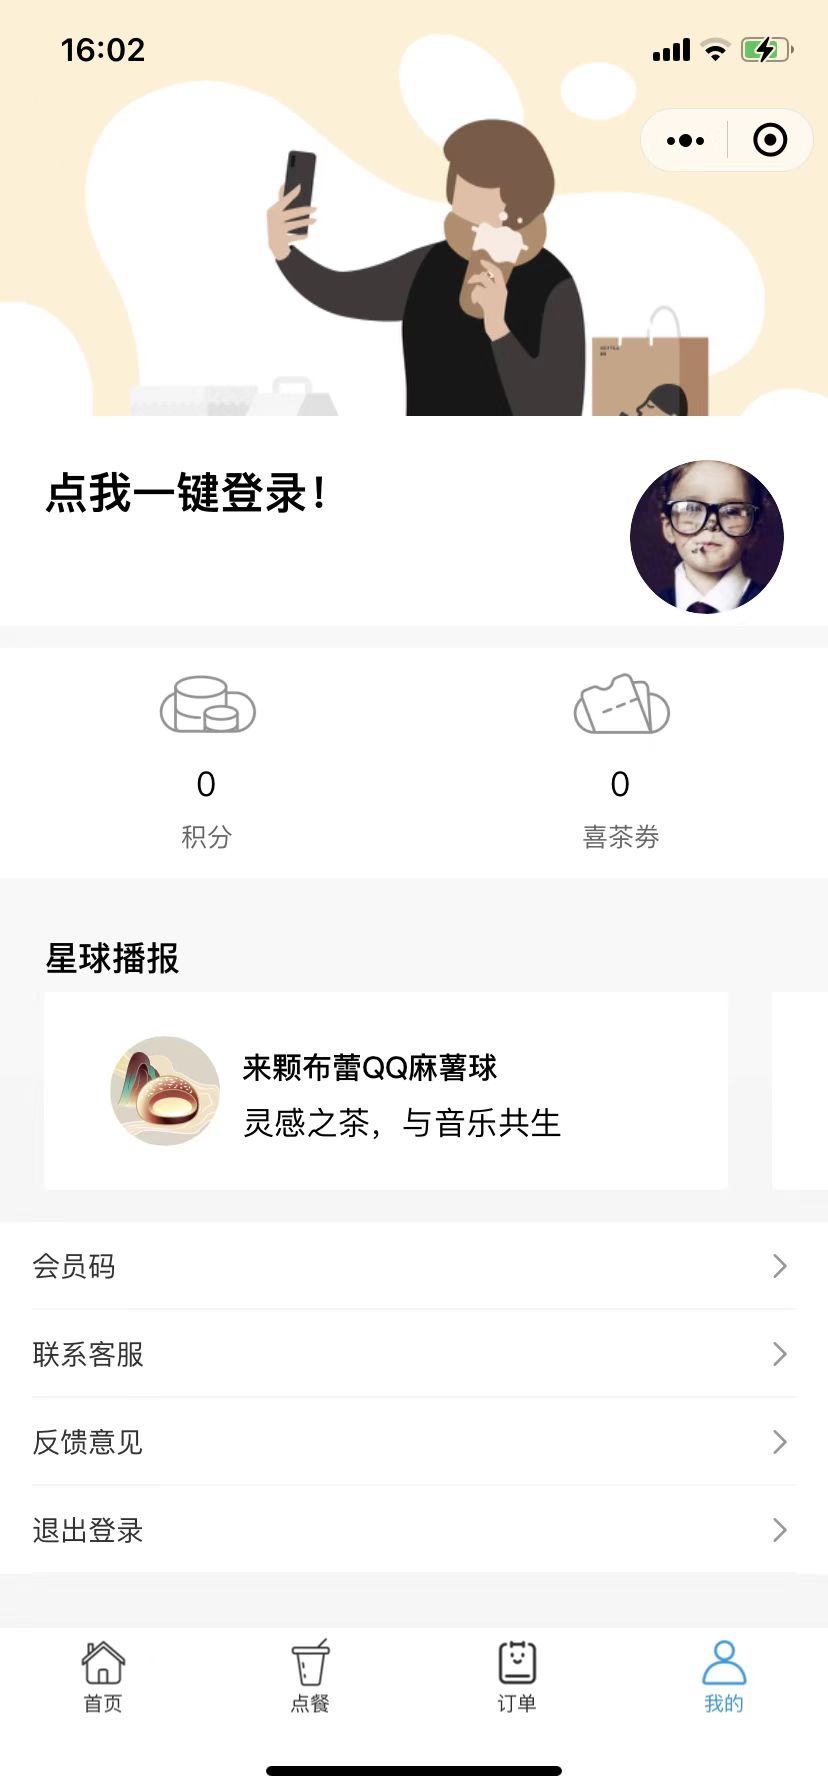 16:02
点我一键登录!
0
积分
0
喜茶劵
星球播报
来颗布蕾QQ麻薯球
灵感之茶，与音乐共生
会员码
联系客服
反馈意见
退出登录
首页
点餐
订单
我的